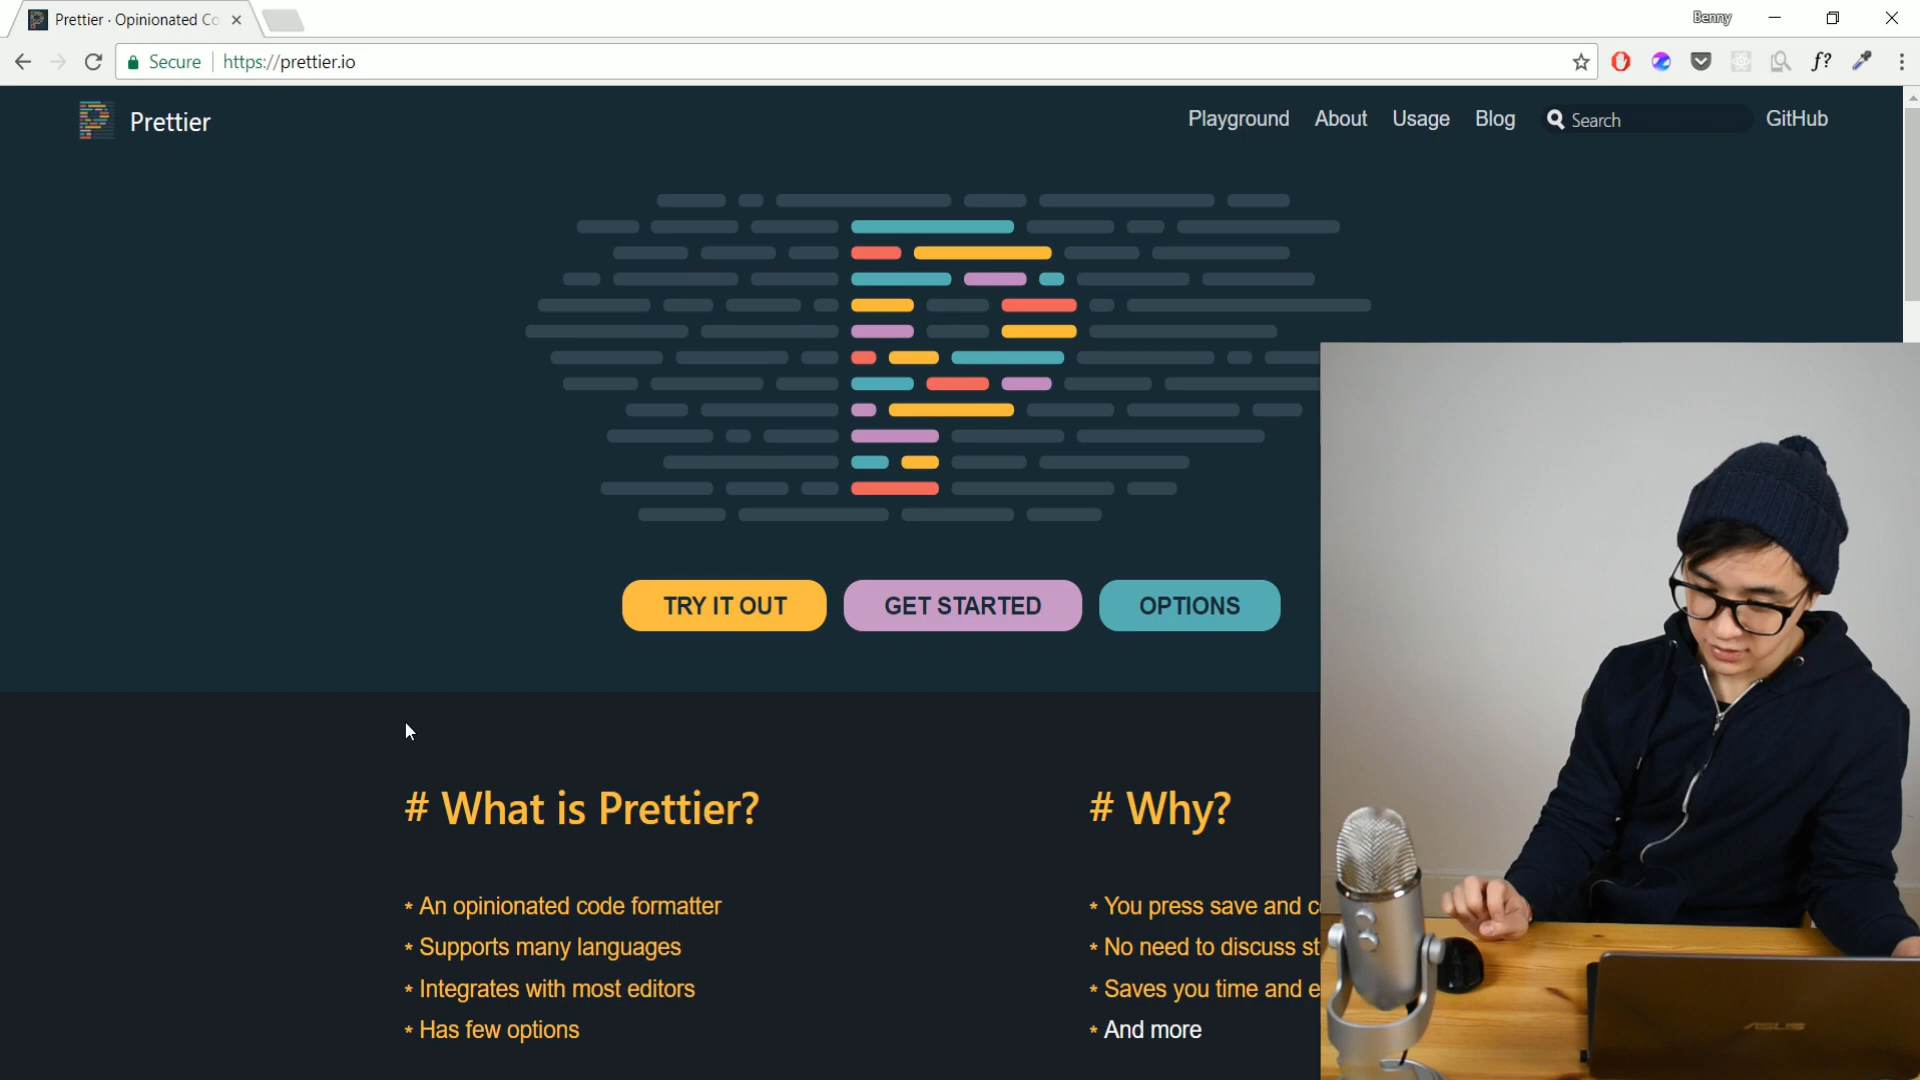 Prettier · Opinionated Co
Benny
Secure
https://prettier.io
f?
Prettier
Playground
About
Usage
Blog
Search
GitHub
TRY IT OUT
GET STARTED
OPTIONS
# What is Prettier?
* An opinionated code formatter
* Supports many languages
* Integrates with most editors
* Has few options
# Why?
* You press save and c
* No need to discuss st
* Saves you time and e
* And more
ASUS